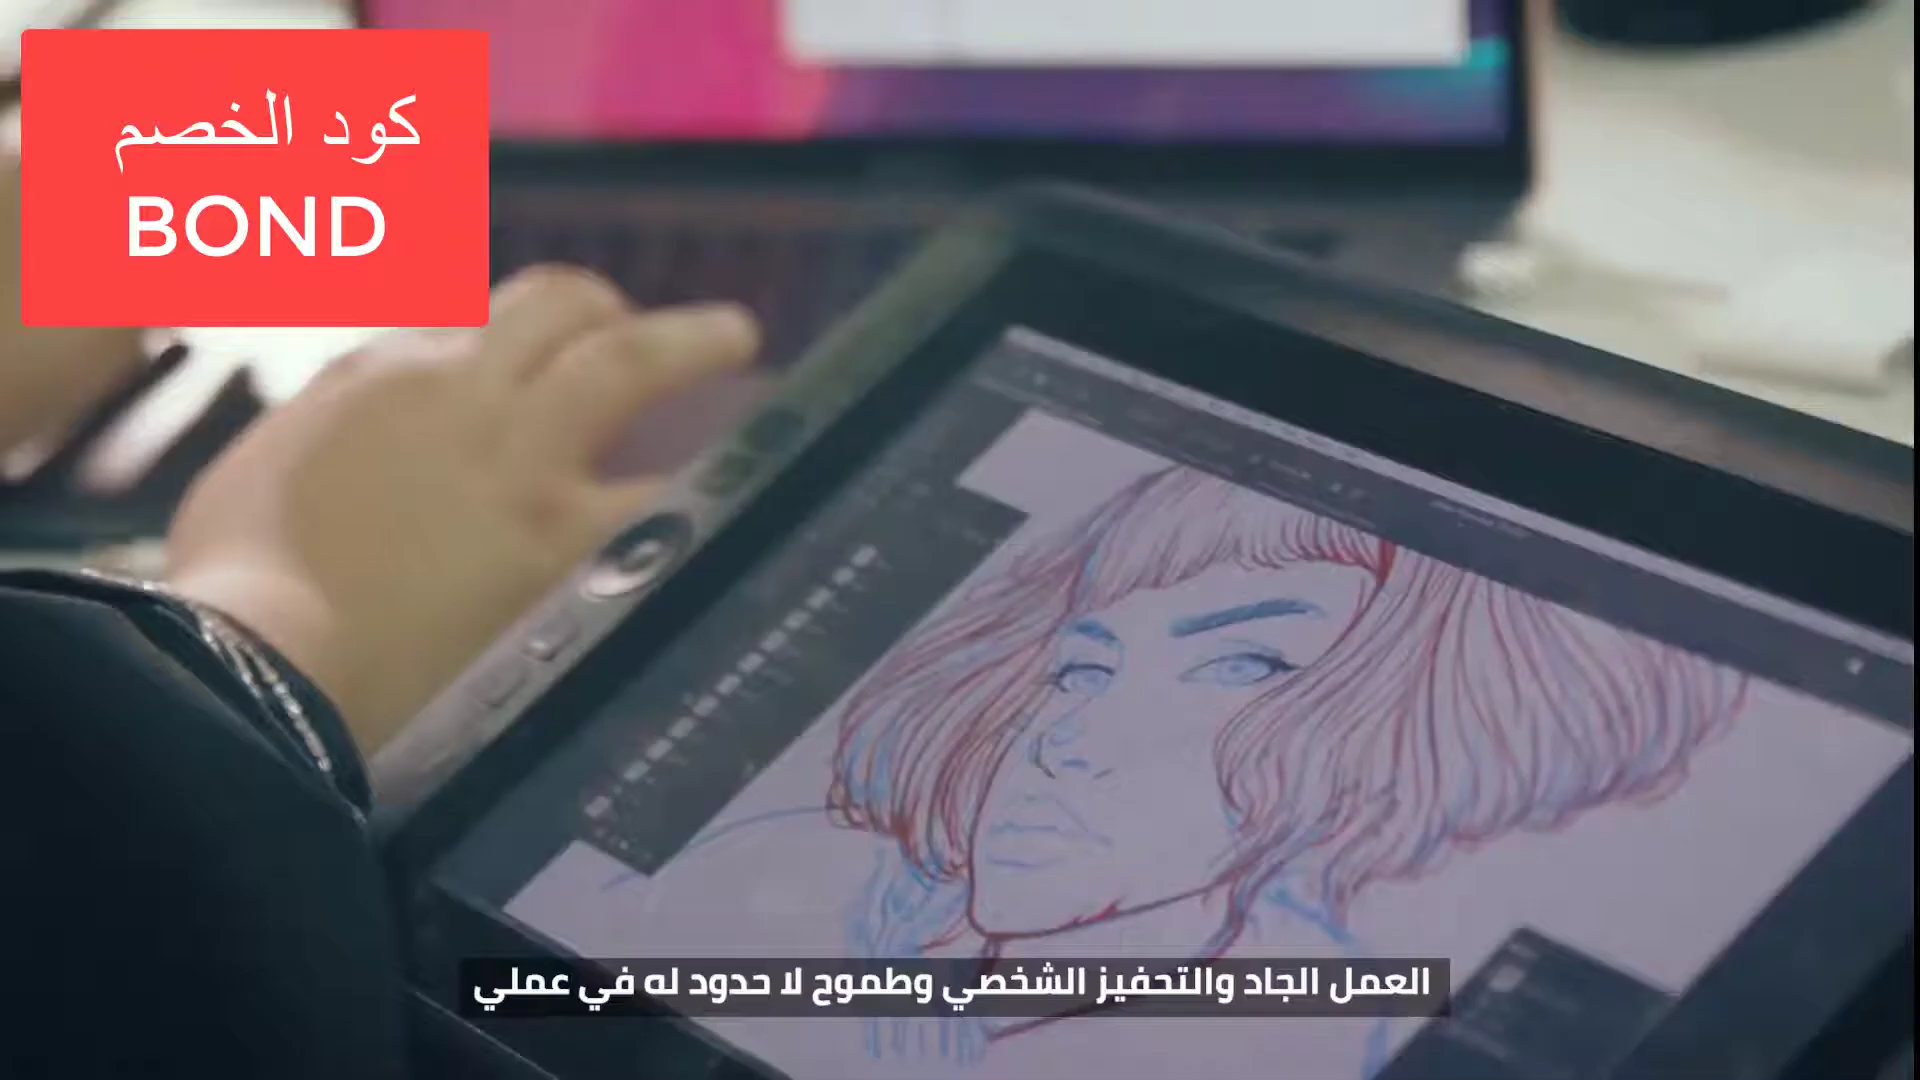 كود الخصم
BOND
العمل الجاد والتحفيز الشخصي وطموح لا حدود له في عملي